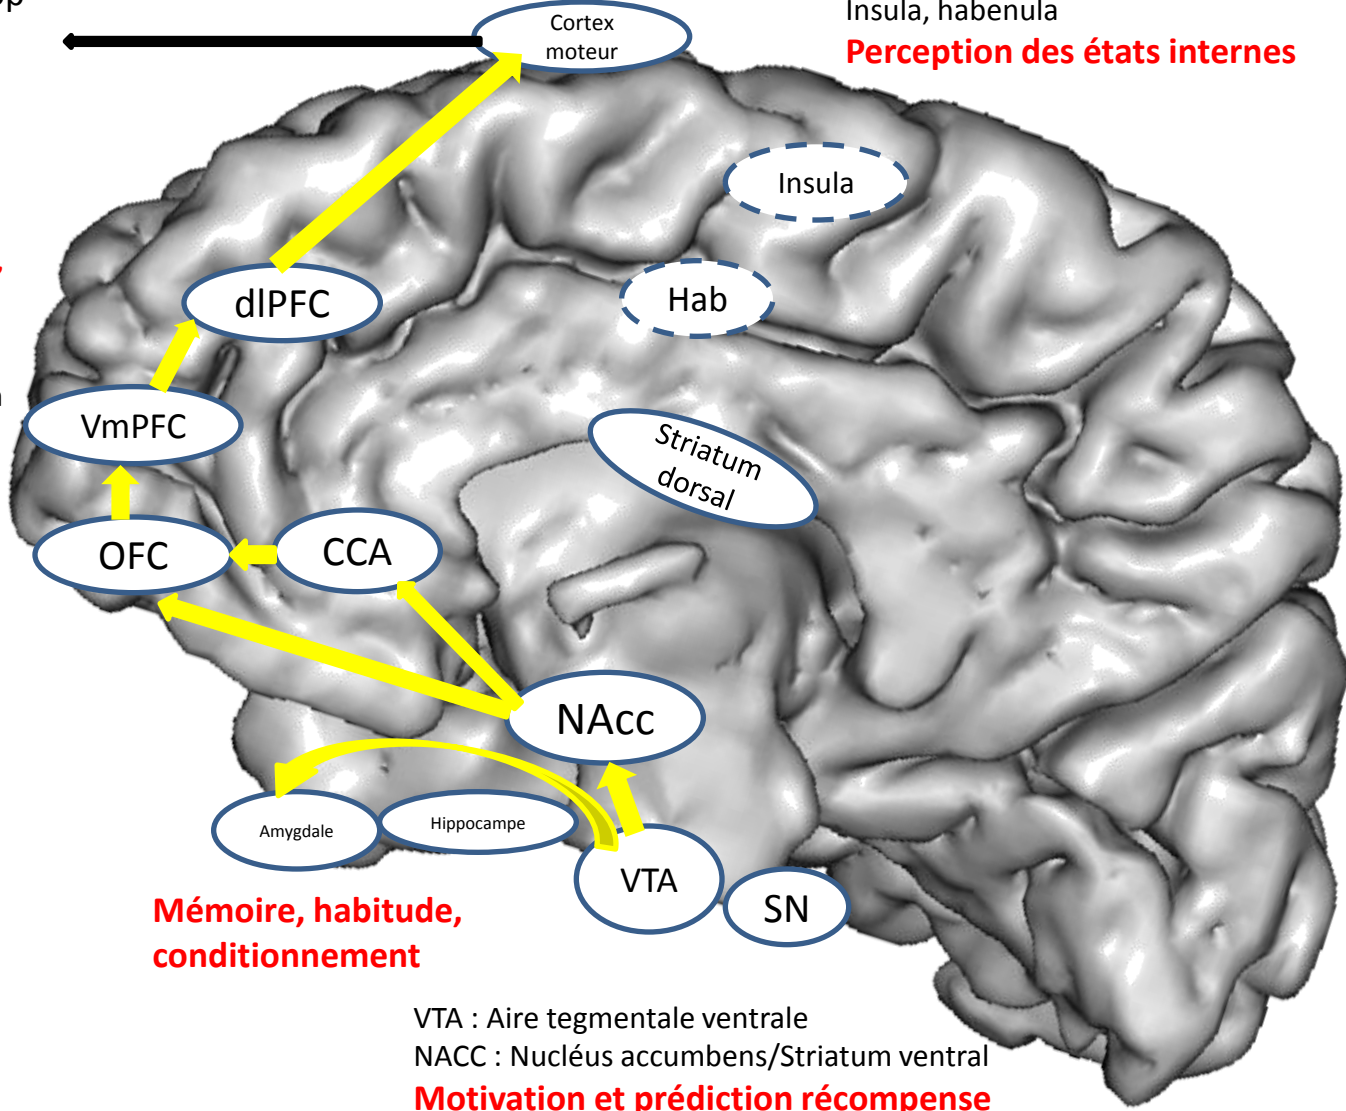 Cortex
moteur
Insula, habenula
Perception des états internes
Insula
dlPFC
Hab
VmPFC
Striatum
dorsal
OFC
CCA
NAcc
Amygdale
Hippocampe
VTA
SN
Mémoire, habitude,
conditionnement
VTA : Aire tegmentale ventrale
NACC : Nucléus accumbens/Striatum ventral
Motivation et prédiction récompense